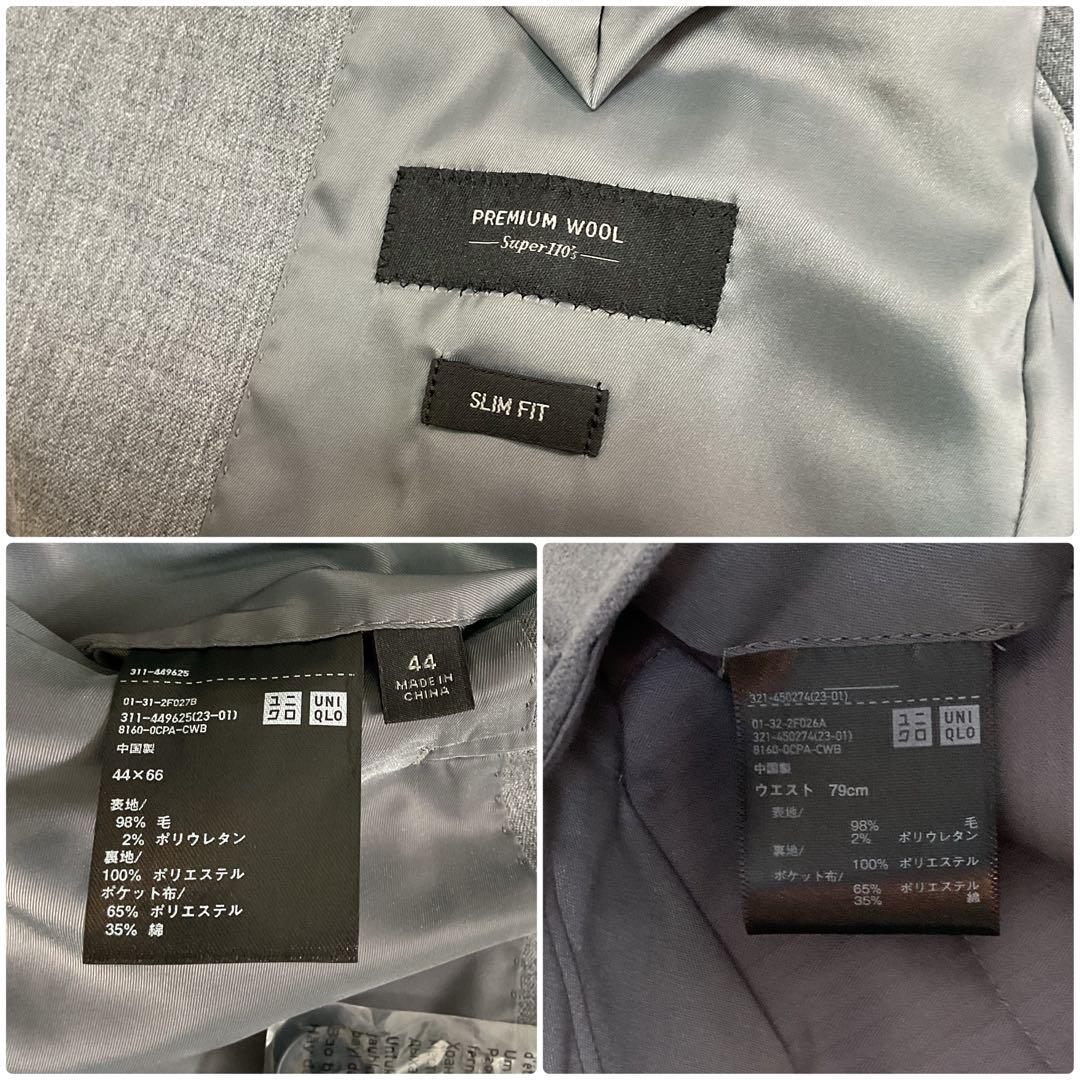 PREMIUM WOOL
Super110's
SLIM FIT
311-449625
01-31-2F027B
311-449625(23-01)
8160-0CPA-CWB
ユニ
クロ
UNI
QLO
中国製
44×66
表地/
98% 毛
2% ポリウレタン
裏地/
100% ポリエステル
ポケット布/
65% ポリエステル
35% 綿
44
MADE IN
CHINA
321-450274(23-01)
01-32-2F026A
321-450274(23-01)
8160-0CPA-CWB
ユニ
クロ
UNI
QLO
中国製
ウエスト 79cm
表地/
98% 毛
2% ポリウレタン
裏地/
100% ポリエステル
ポケット布/
65% ポリエステル
35% 綿